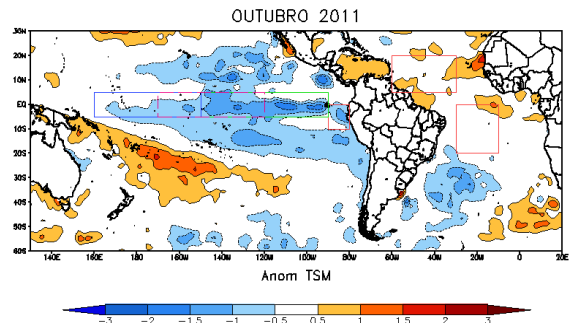 OUTUBRO 2011
30N
20N
10N
EQ
10S
20S
30S
40S
50S
60S
140E 160E 180 160W 140W 120W 100W 80W 60W 40W 20W 0 20E
Anom TSM
-3 -2 -1.5 -1 -0.5 0.5 1 1.5 2 3